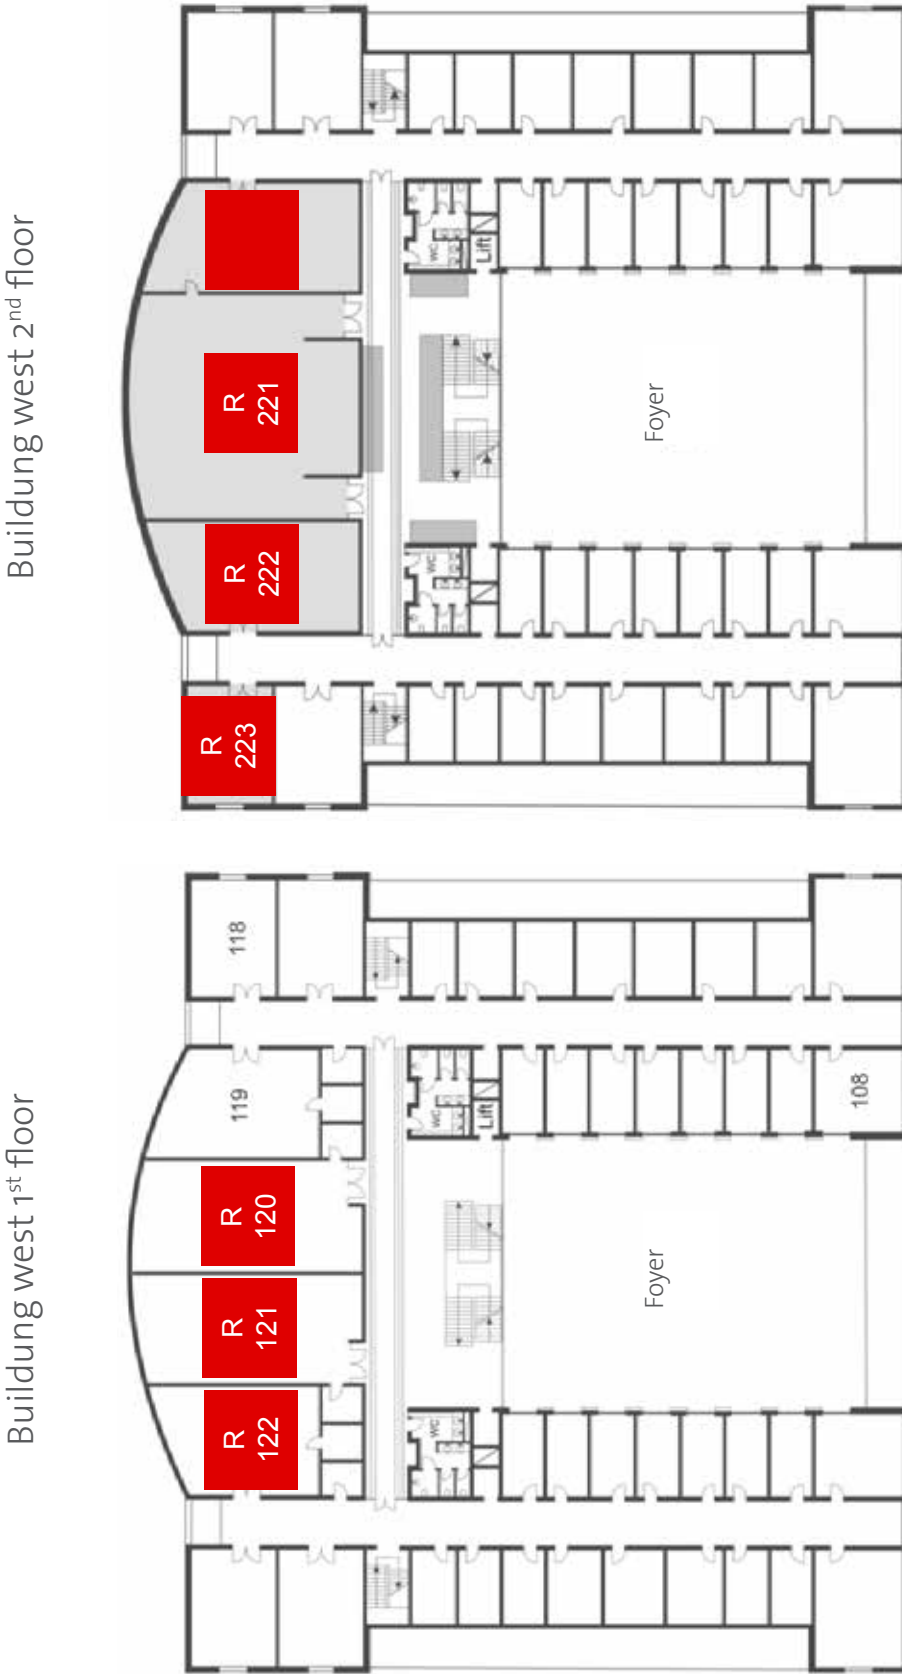 Buildung west 1st floor
R
122
R
121
R
120
119
118
WC
WC
Lift
Foyer
108
Buildung west 2nd floor
R
223
R
222
R
221
WC
WC
Lift
Foyer